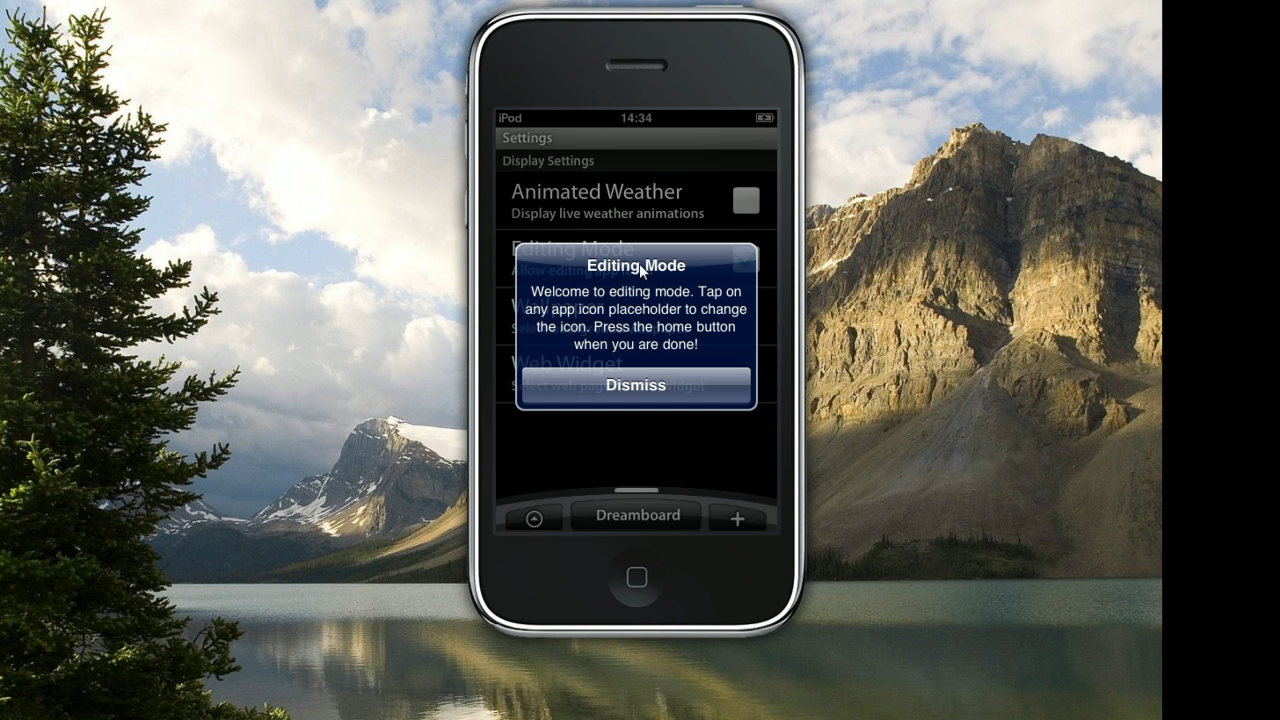 iPod 14:34
Settings
Display Settings
Animated Weather
Display live weather animations
Editing Mode
Editing Mode
Welcome to editing mode. Tap on
any app icon placeholder to change
the icon. Press the home button
when you are done!
Web Widget
Dismiss
Dreamboard